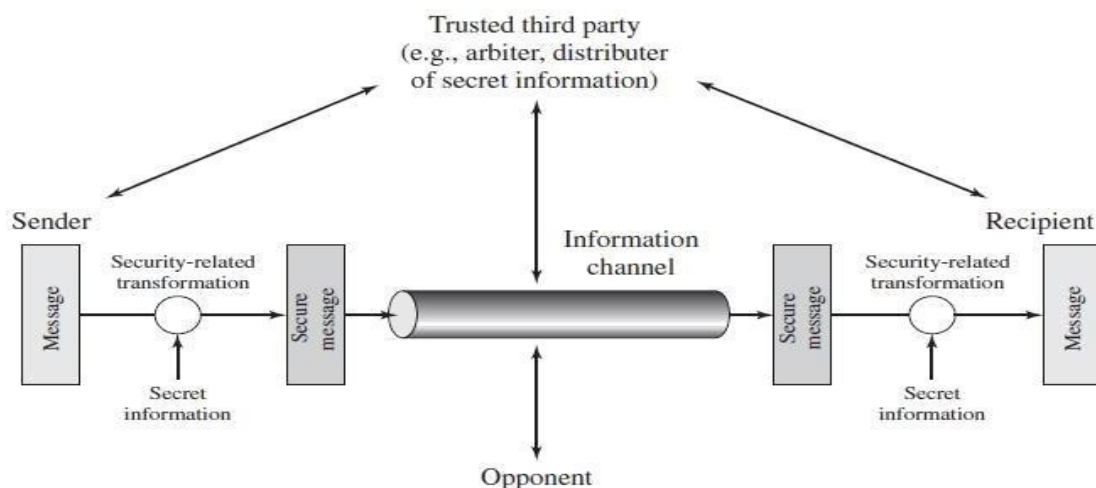 Trusted third party
(e.g., arbiter, distributer
of secret information)
Sender
Recipient
Information
channel
Security-related
transformation
Security-related
transformation
Message
Secure
message
Secure
message
Message
Secret
information
Secret
information
Opponent